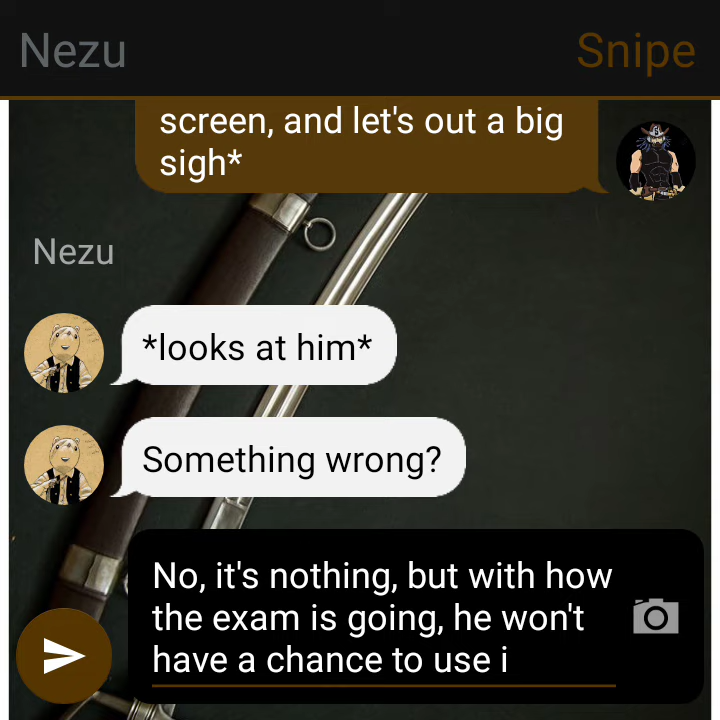 Nezu
Snipe
screen, and let's out a big
sigh*
Nezu
*looks at him*
Something wrong?
No, it's nothing, but with how
the exam is going, he won't
have a chance to use i